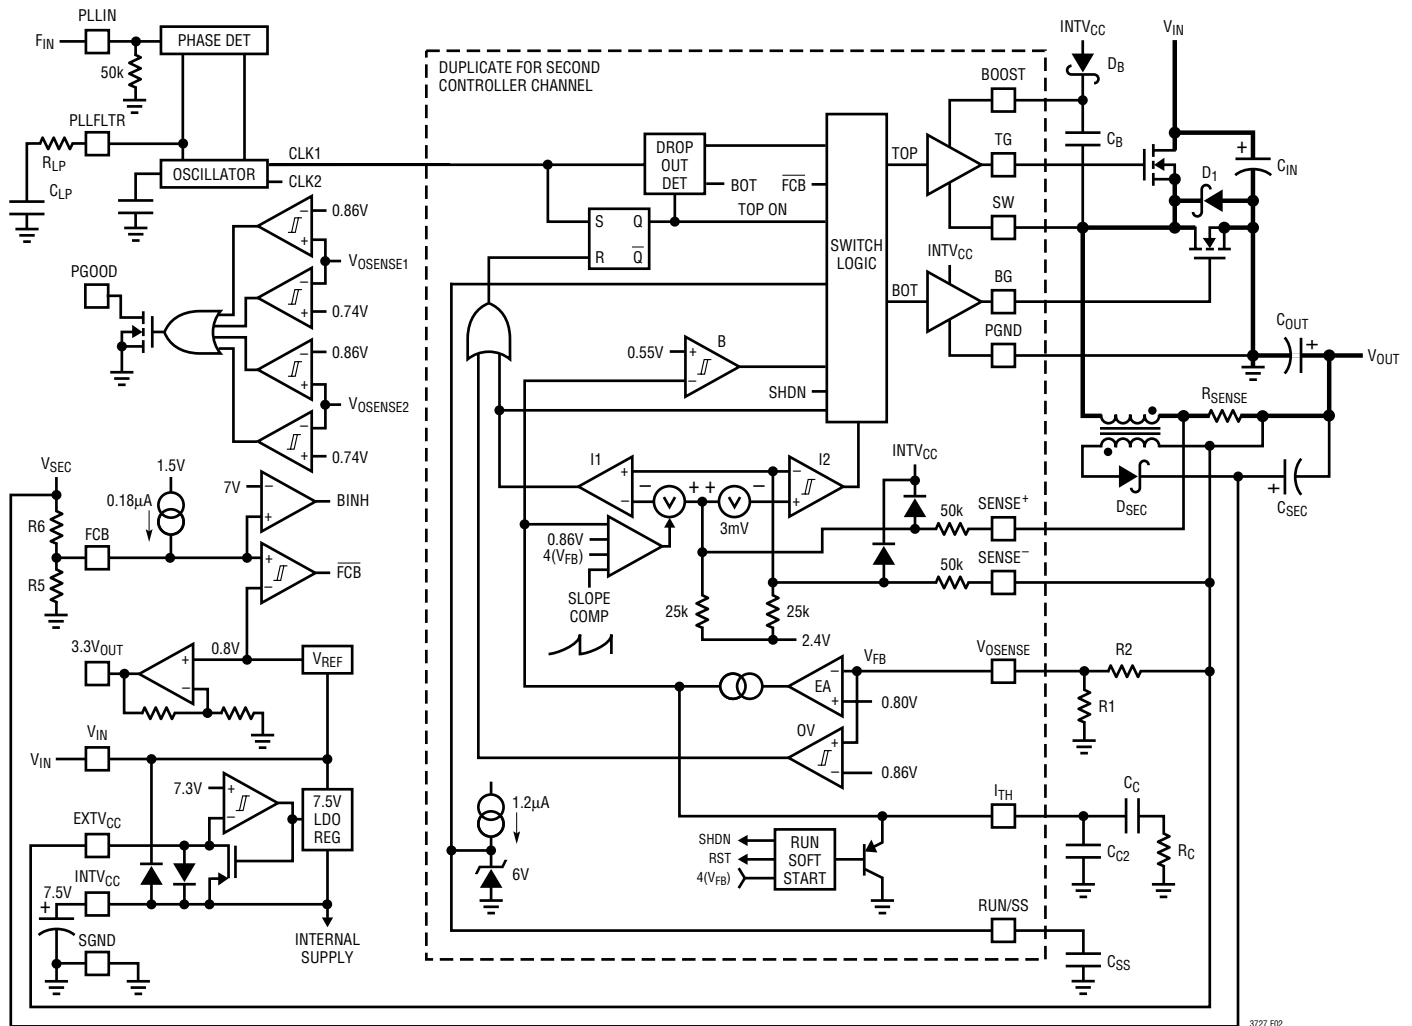 PLLIN
F_IN
PHASE DET
50k
PLLFLTR
R_LP
C_LP
OSCILLATOR
CLK1
CLK2
−
0.86V
+
V_OSENSE1
−
+
0.74V
PGOOD
−
0.86V
+
V_OSENSE2
−
+
0.74V
V_SEC
1.5V
0.18µA
7V
−
+
BINH
R6
FCB
R5
+
−
FCB
3.3V_OUT
+
−
0.8V
V_REF
V_IN
V_IN
7.3V
+
−
7.5V
LDO
REG
EXTV_CC
INTV_CC
7.5V
+
SGND
INTERNAL
SUPPLY
DUPLICATE FOR SECOND
CONTROLLER CHANNEL
DROP
OUT
DET
BOT
FCB
TOP ON
S
Q
R
Q
SWITCH
LOGIC
TOP
BOT
INTV_CC
0.55V
+
−
B
SHDN
I1
+
−
−
V
+
+
V
−
3mV
I2
−
+
0.86V
4(V_FB)
SLOPE
COMP
25k
25k
2.4V
INTV_CC
50k
50k
V_FB
−
EA
+
0.80V
OV
+
−
0.86V
1.2µA
6V
SHDN
RST
4(V_FB)
RUN
SOFT
START
BOOST
TG
SW
BG
PGND
SENSE+
SENSE−
V_OSENSE
I_TH
RUN/SS
INTV_CC
D_B
C_B
V_IN
+
C_IN
D_1
C_OUT
+
V_OUT
R_SENSE
D_SEC
+
C_SEC
R2
R1
C_C
C_C2
R_C
C_SS
3727 F02